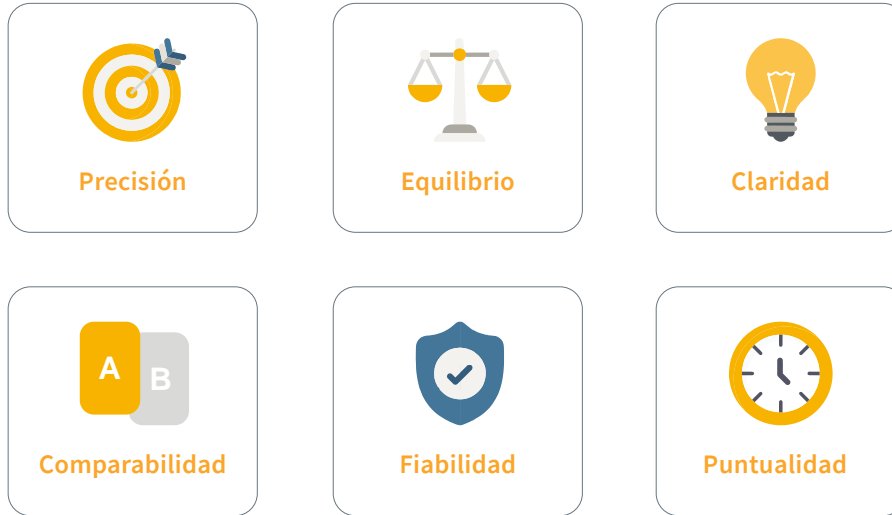 Precisión
Equilibrio
Claridad
A
B
Comparabilidad
Fiabilidad
Puntualidad